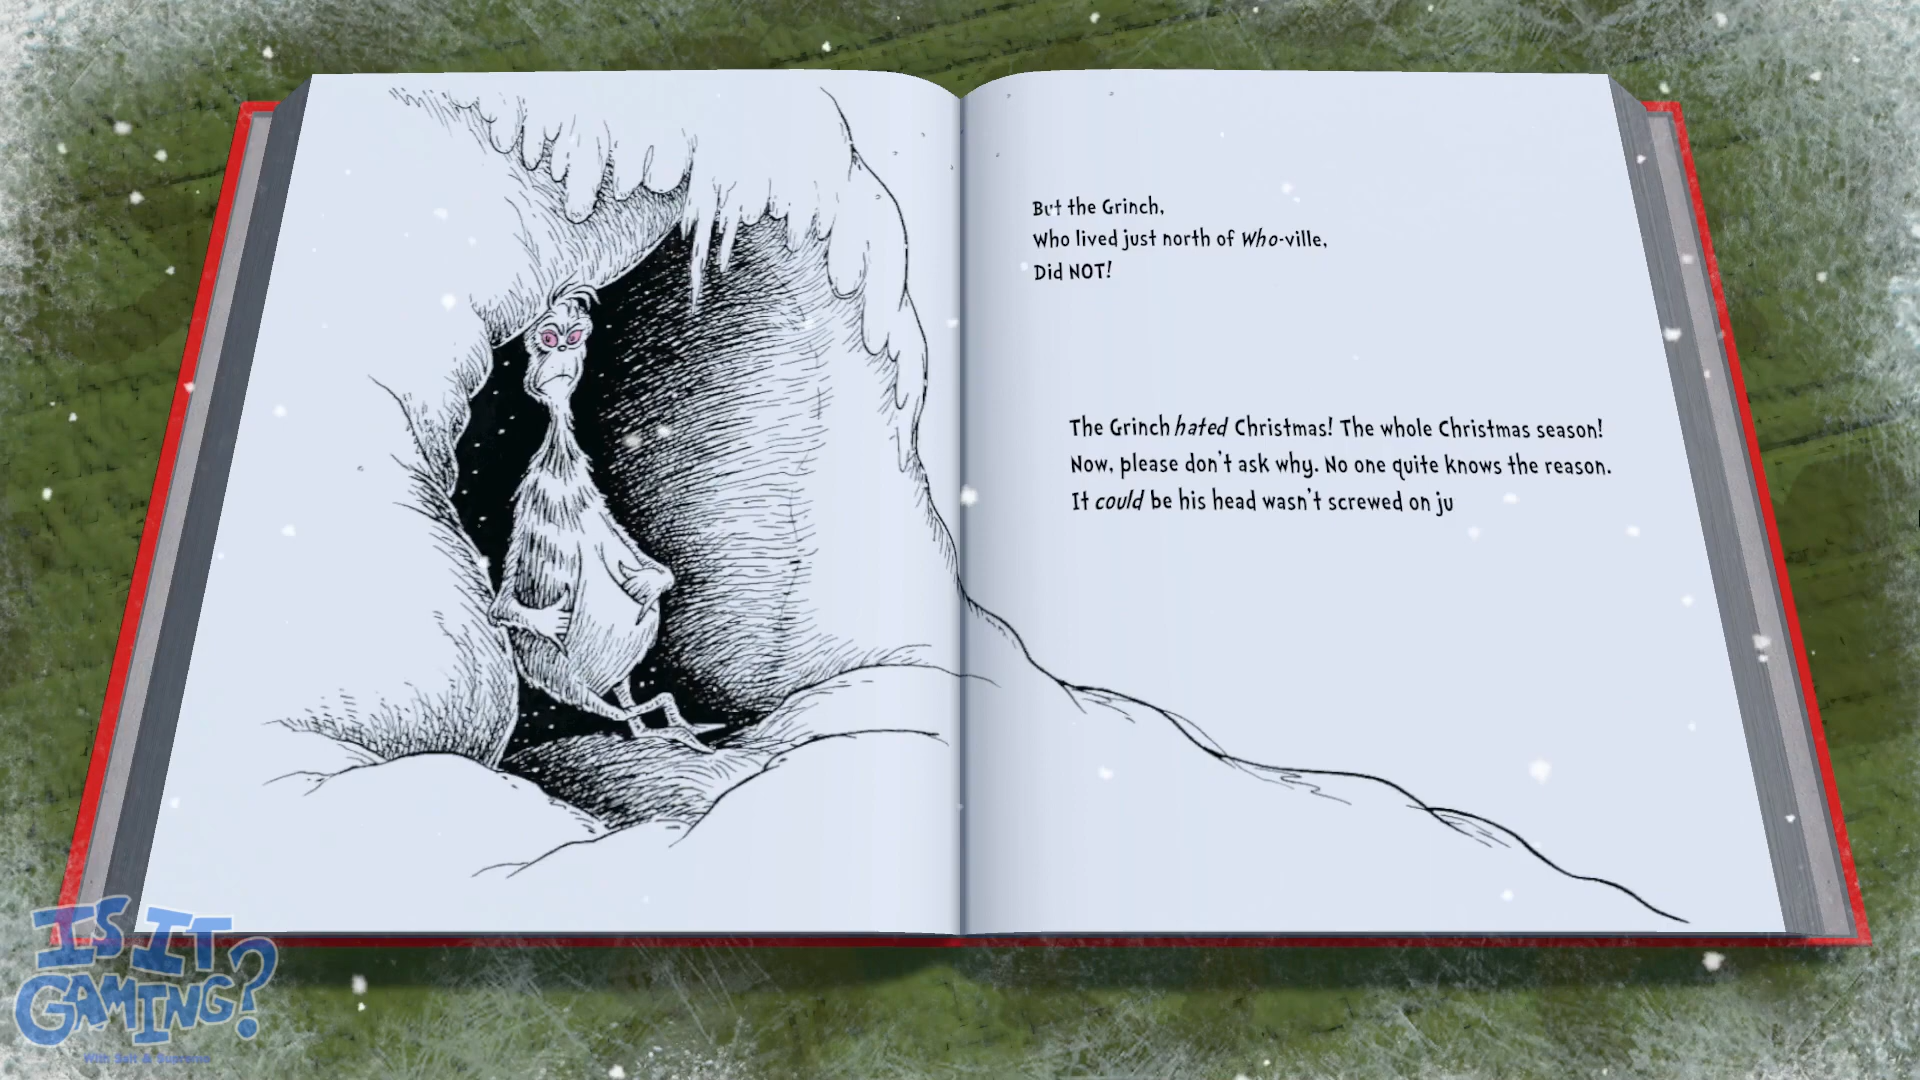 But the Grinch,
Who lived just north of Who-ville,
Did NOT!
The Grinch hated Christmas! The whole Christmas season!
Now, please don't ask why. No one quite knows the reason.
It could be his head wasn't screwed on ju
IS IT
GAMING?
With Salt &